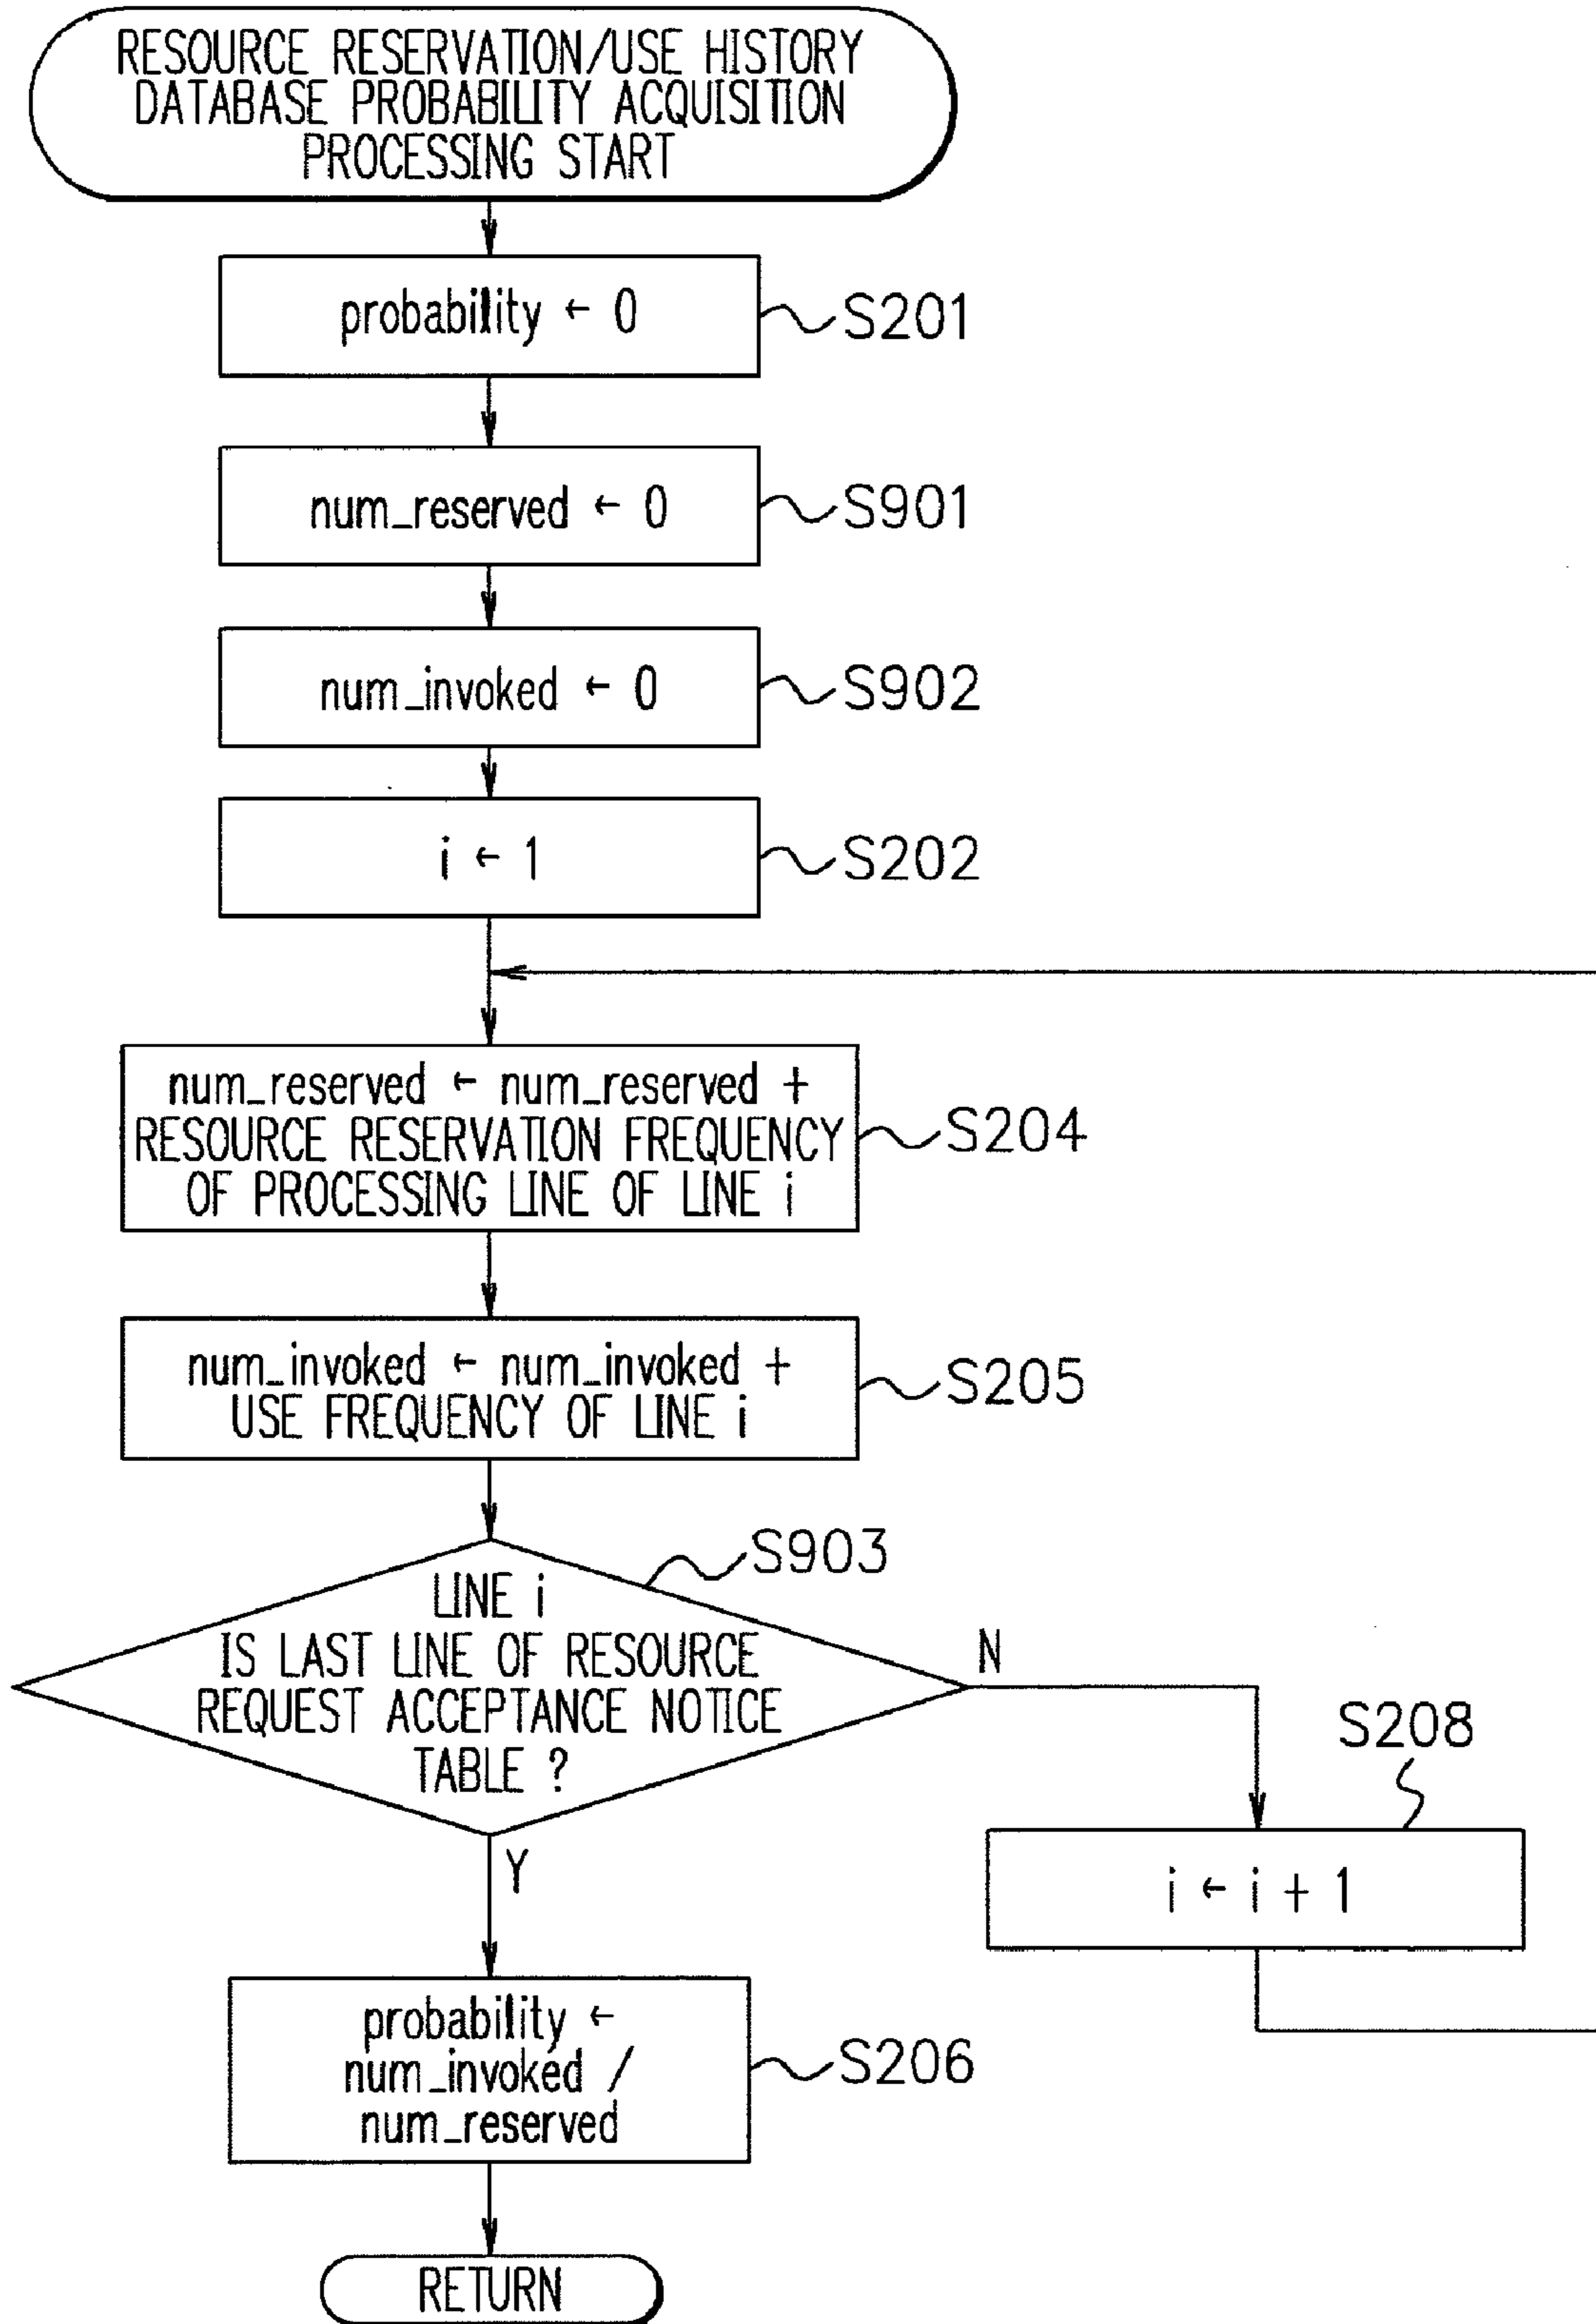 RESOURCE RESERVATION/USE HISTORY
DATABASE PROBABILITY ACQUISITION
PROCESSING START
probability ← 0
S201
num_reserved ← 0
S901
num_invoked ← 0
S902
i ← 1
S202
num_reserved ← num_reserved +
RESOURCE RESERVATION FREQUENCY
OF PROCESSING LINE OF LINE i
S204
num_invoked ← num_invoked +
USE FREQUENCY OF LINE i
S205
S903
LINE i
IS LAST LINE OF RESOURCE
REQUEST ACCEPTANCE NOTICE
TABLE ?
N
Y
S208
i ← i + 1
probability ←
num_invoked /
num_reserved
S206
RETURN